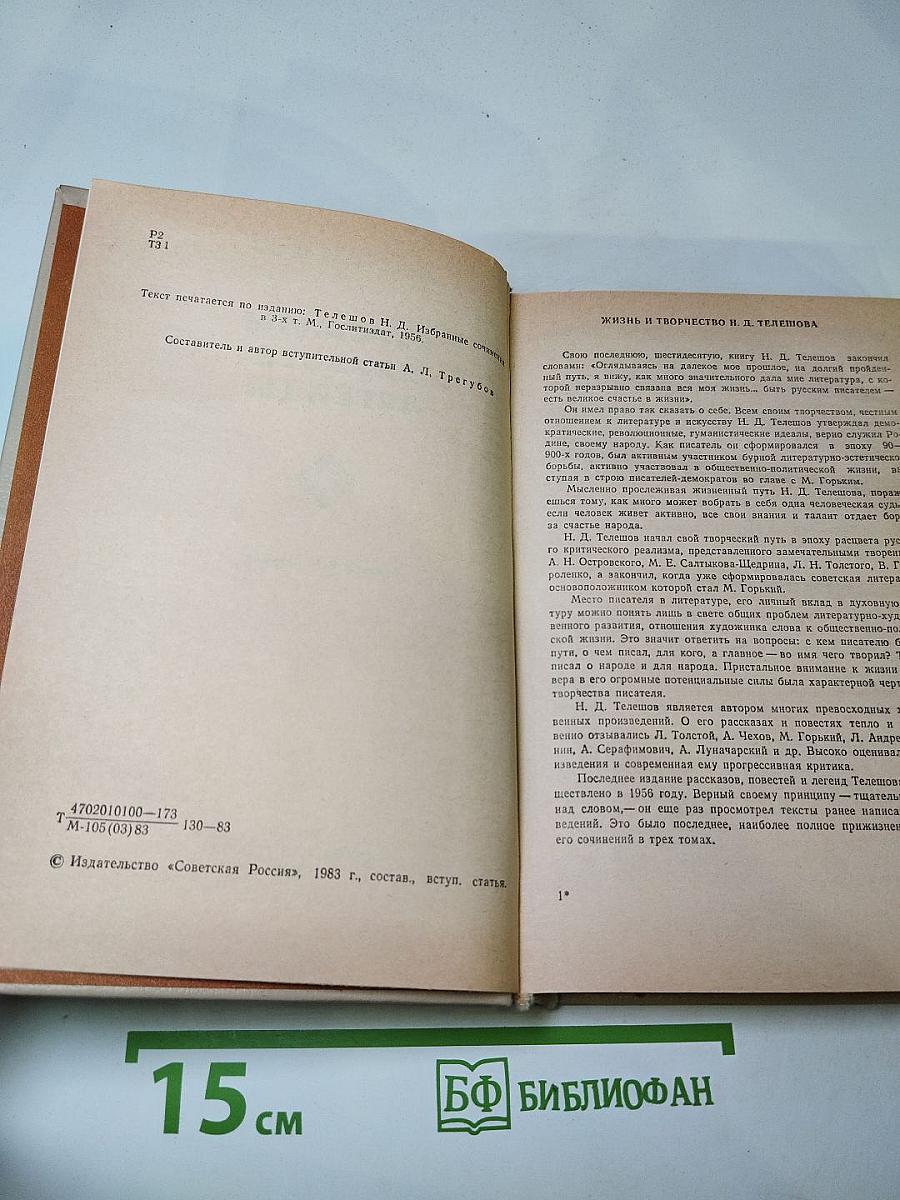 Р2
Т31
Текст печатается по изданию: Телешов Н. Д. Избранные сочинения
в 3-х т. М., Гослитиздат, 1956.
Составитель и автор вступительной статьи А. Л. Трегубов
4702010100—173
Т 130—83
М-105(03)83
© Издательство «Советская Россия», 1983 г., состав., вступ. статья.
ЖИЗНЬ И ТВОРЧЕСТВО Н. Д. ТЕЛЕШОВА
Свою последнюю, шестидесятую, книгу Н. Д. Телешов закончил
словами: «Оглядываясь на далекое мое прошлое, на долгий пройден-
ный путь, я вижу, как много значительного дала мне литература, с ко-
торой неразрывно связана вся моя жизнь... быть русским писателем —
есть великое счастье в жизни».
Он имел право так сказать о себе. Всем своим творчеством, честным
отношением к литературе и искусству Н. Д. Телешов утверждал демо-
кратические, революционные, гуманистические идеалы, верно служил Ро-
дине, своему народу. Как писатель он сформировался в эпоху 90—
900-х годов, был активным участником бурной литературно-эстетическо
борьбы, активно участвовал в общественно-политической жизни, вы
ступая в строю писателей-демократов во главе с М. Горьким.
Мысленно прослеживая жизненный путь Н. Д. Телешова, пораж
ешься тому, как много может вобрать в себя одна человеческая судь
если человек живет активно, все свои знания и талант отдает бор
за счастье народа.
Н. Д. Телешов начал свой творческий путь в эпоху расцвета рус
го критического реализма, представленного замечательными творени
А. Н. Островского, М. Е. Салтыкова-Щедрина, Л. Н. Толстого, В. Г
роленко, а закончил, когда уже сформировалась советская литера
основоположником которой стал М. Горький.
Место писателя в литературе, его личный вклад в духовную
туру можно понять лишь в свете общих проблем литературно-худ
венного развития, отношения художника слова к общественно-пол
ской жизни. Это значит ответить на вопросы: с кем писателю б
пути, о чем писал, для кого, а главное — во имя чего творил? Т
писал о народе и для народа. Пристальное внимание к жизни
вера в его огромные потенциальные силы была характерной черт
творчества писателя.
Н. Д. Телешов является автором многих превосходных х
венных произведений. О его рассказах и повестях тепло и
венно отзывались Л. Толстой, А. Чехов, М. Горький, Л. Андре
нин, А. Серафимович, А. Луначарский и др. Высоко оценивал
изведения и современная ему прогрессивная критика.
Последнее издание рассказов, повестей и легенд Телешова
ществлено в 1956 году. Верный своему принципу — тщатель
над словом,— он еще раз просмотрел тексты ранее написа
ведений. Это было последнее, наиболее полное прижизнен
его сочинений в трех томах.
1*
15 см
БФ БИБЛИОФАН